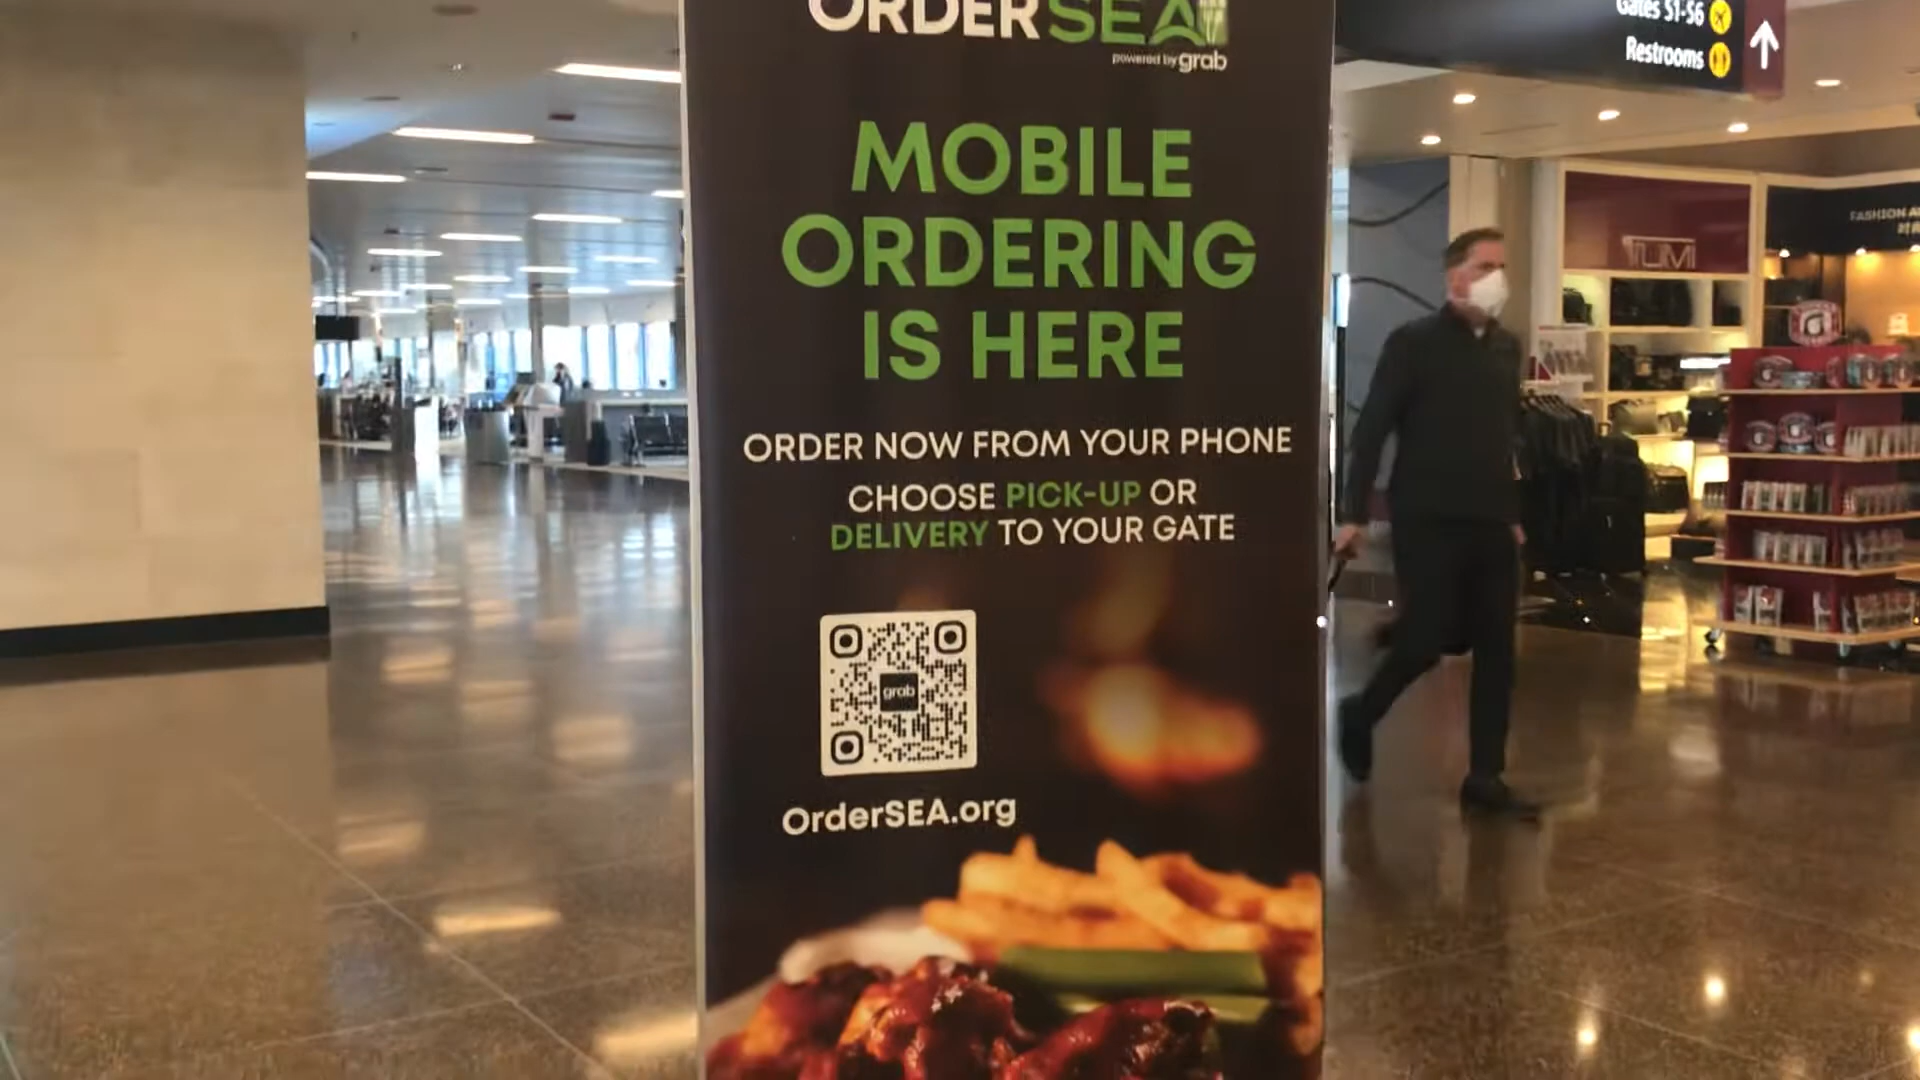 ORDERSEA
powered by grab
MOBILE
ORDERING
IS HERE
ORDER NOW FROM YOUR PHONE
CHOOSE PICK-UP OR
DELIVERY TO YOUR GATE
grab
OrderSEA.org
Gates S1-S6
Restrooms
TUMI
FASHION